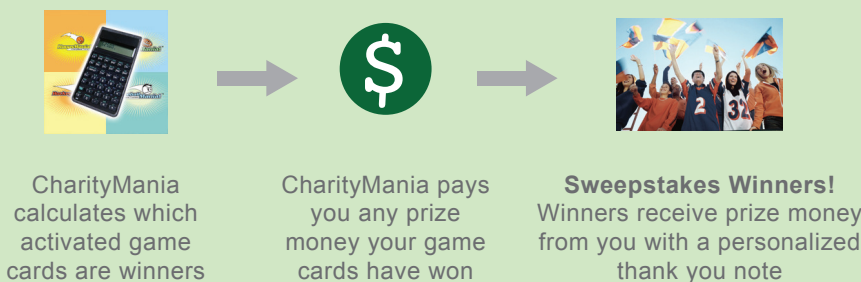 $
CharityMania
calculates which
activated game
cards are winners
CharityMania pays
you any prize
money your game
cards have won
2
32
Sweepstakes Winners!
Winners receive prize money
from you with a personalized
thank you note